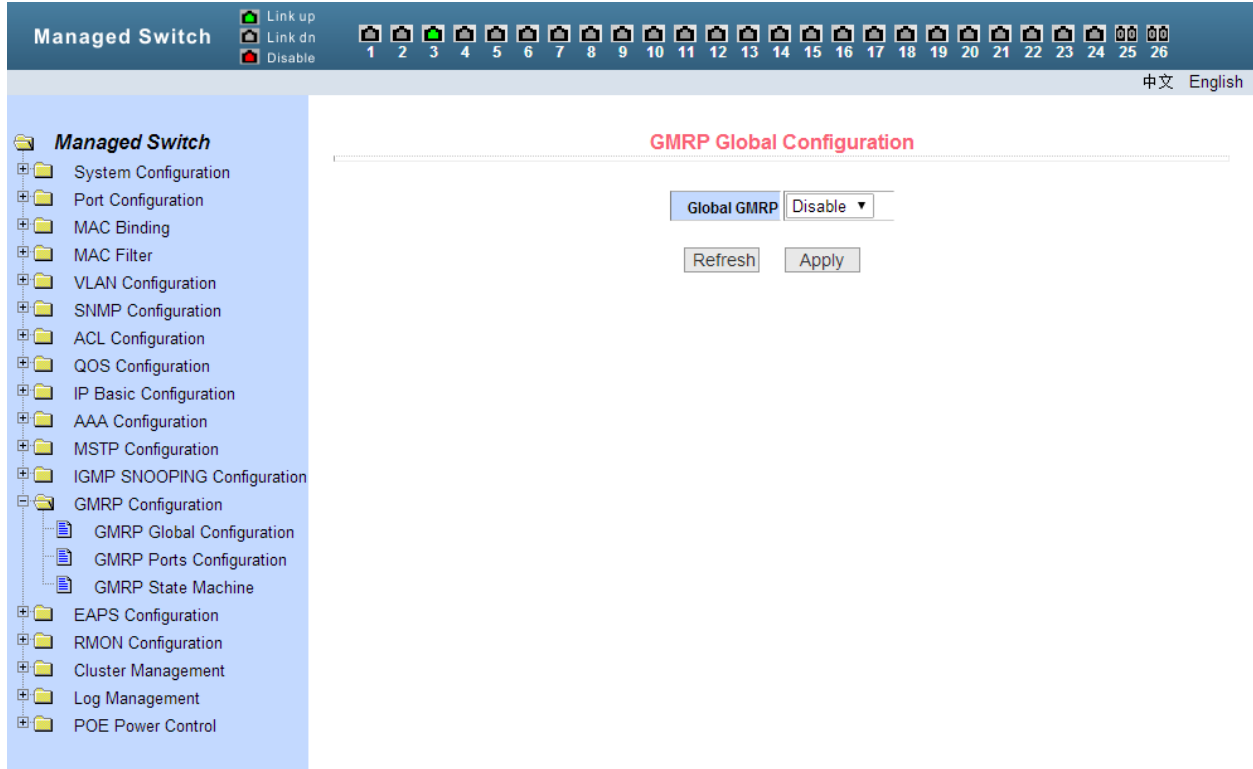 Managed Switch
Link up
Link dn
Disable
1 2 3 4 5 6 7 8 9 10 11 12 13 14 15 16 17 18 19 20 21 22 23 24 25 26
中文 English
Managed Switch
System Configuration
Port Configuration
MAC Binding
MAC Filter
VLAN Configuration
SNMP Configuration
ACL Configuration
QOS Configuration
IP Basic Configuration
AAA Configuration
MSTP Configuration
IGMP SNOOPING Configuration
GMRP Configuration
GMRP Global Configuration
GMRP Ports Configuration
GMRP State Machine
EAPS Configuration
RMON Configuration
Cluster Management
Log Management
POE Power Control
GMRP Global Configuration
Global GMRP Disable
Refresh Apply